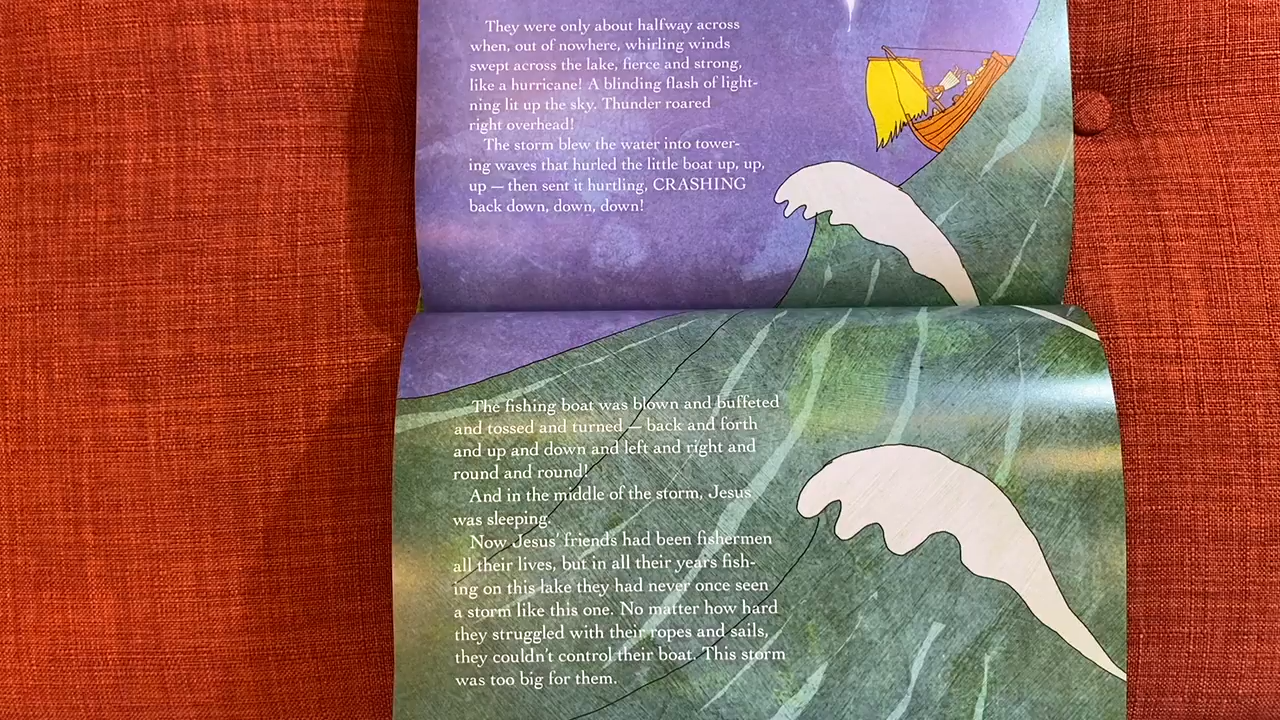 They were only about halfway across
when, out of nowhere, whirling winds
swept across the lake, fierce and strong,
like a hurricane! A blinding flash of light-
ning lit up the sky. Thunder roared
right overhead!
The storm blew the water into tower-
ing waves that hurled the little boat up, up,
up — then sent it hurtling, CRASHING
back down, down, down!
The fishing boat was blown and buffeted
and tossed and turned — back and forth
and up and down and left and right and
round and round!
And in the middle of the storm, Jesus
was sleeping.
Now Jesus' friends had been fishermen
all their lives, but in all their years fish-
ing on this lake they had never once seen
a storm like this one. No matter how hard
they struggled with their ropes and sails,
they couldn't control their boat. This storm
was too big for them.